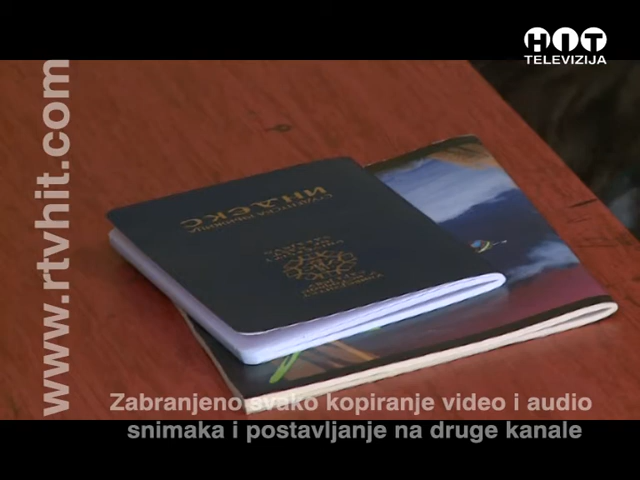 HIT
TELEVIZIJA
www.rtvhit.com
ИНДЕКС
Zabranjeno svako kopiranje video i audio
snimaka i postavljanje na druge kanale